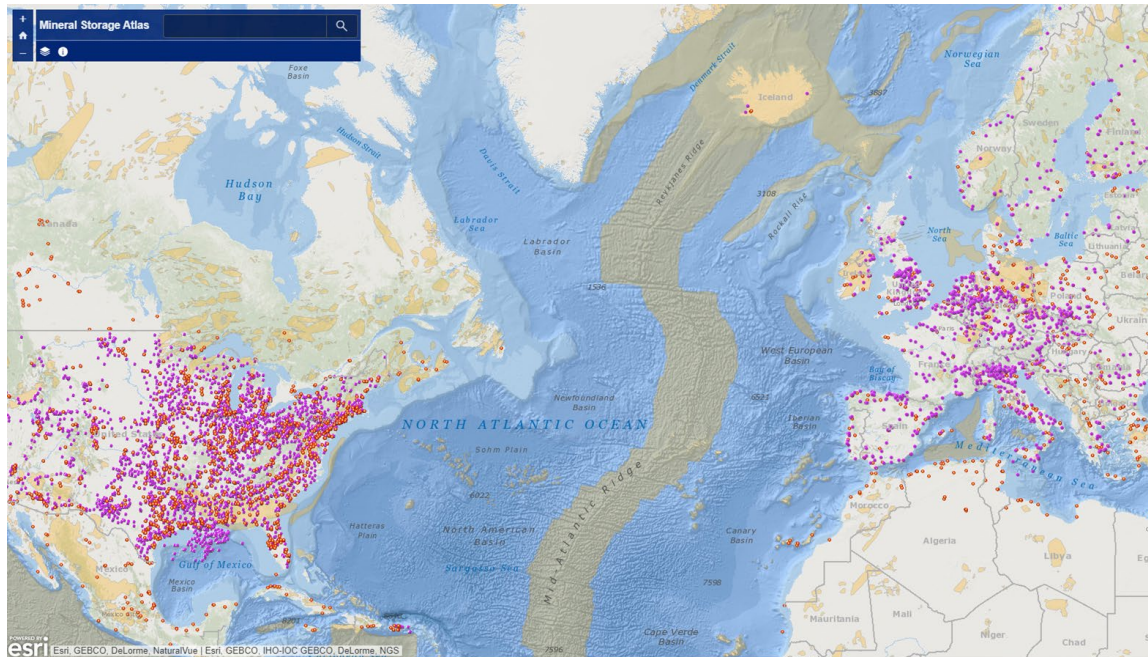 Mineral Storage Atlas
Foxe
Basin
Denmark Strait
Norwegian
Sea
Iceland
3887
Sweden
Finland
Norway
Hudson Strait
Davis Strait
Hudson
Bay
Reykjanes Ridge
3108
Rockall Rise
Canada
Labrador
Sea
Labrador
Basin
North
Sea
Baltic
Sea
Latvia
Lithuania
1536
Poland
Ukraine
Paris
West European
Basin
Bay of
Biscay
France
Hungary
Newfoundland
Basin
6521
Iberian
Basin
Spain
NORTH ATLANTIC OCEAN
United States
Sohm Plain
Mediterranean Sea
6022
Mid-Atlantic Ridge
Hatteras
Plain
North American
Basin
Canary
Basin
Morocco
Algeria
Libya
Gulf of Mexico
Sargasso Sea
Mexico
Mexico
Basin
7598
Mauritania
Mali
Niger
Chad
Cape Verde
Basin
7596
POWERED BY
esri
Esri, GEBCO, DeLorme, NaturalVue | Esri, GEBCO, IHO-IOC GEBCO, DeLorme, NGS